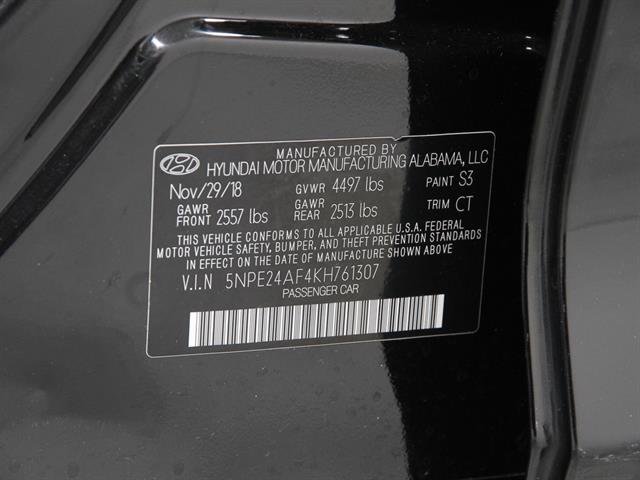 MANUFACTURED BY
HYUNDAI MOTOR MANUFACTURING ALABAMA, LLC
Nov/29/18 GVWR 4497 lbs PAINT S3
GAWR FRONT 2557 lbs GAWR REAR 2513 lbs TRIM CT
THIS VEHICLE CONFORMS TO ALL APPLICABLE U.S.A. FEDERAL
MOTOR VEHICLE SAFETY, BUMPER, AND THEFT PREVENTION STANDARDS
IN EFFECT ON THE DATE OF MANUFACTURE SHOWN ABOVE.
V.I.N 5NPE24AF4KH761307
PASSENGER CAR